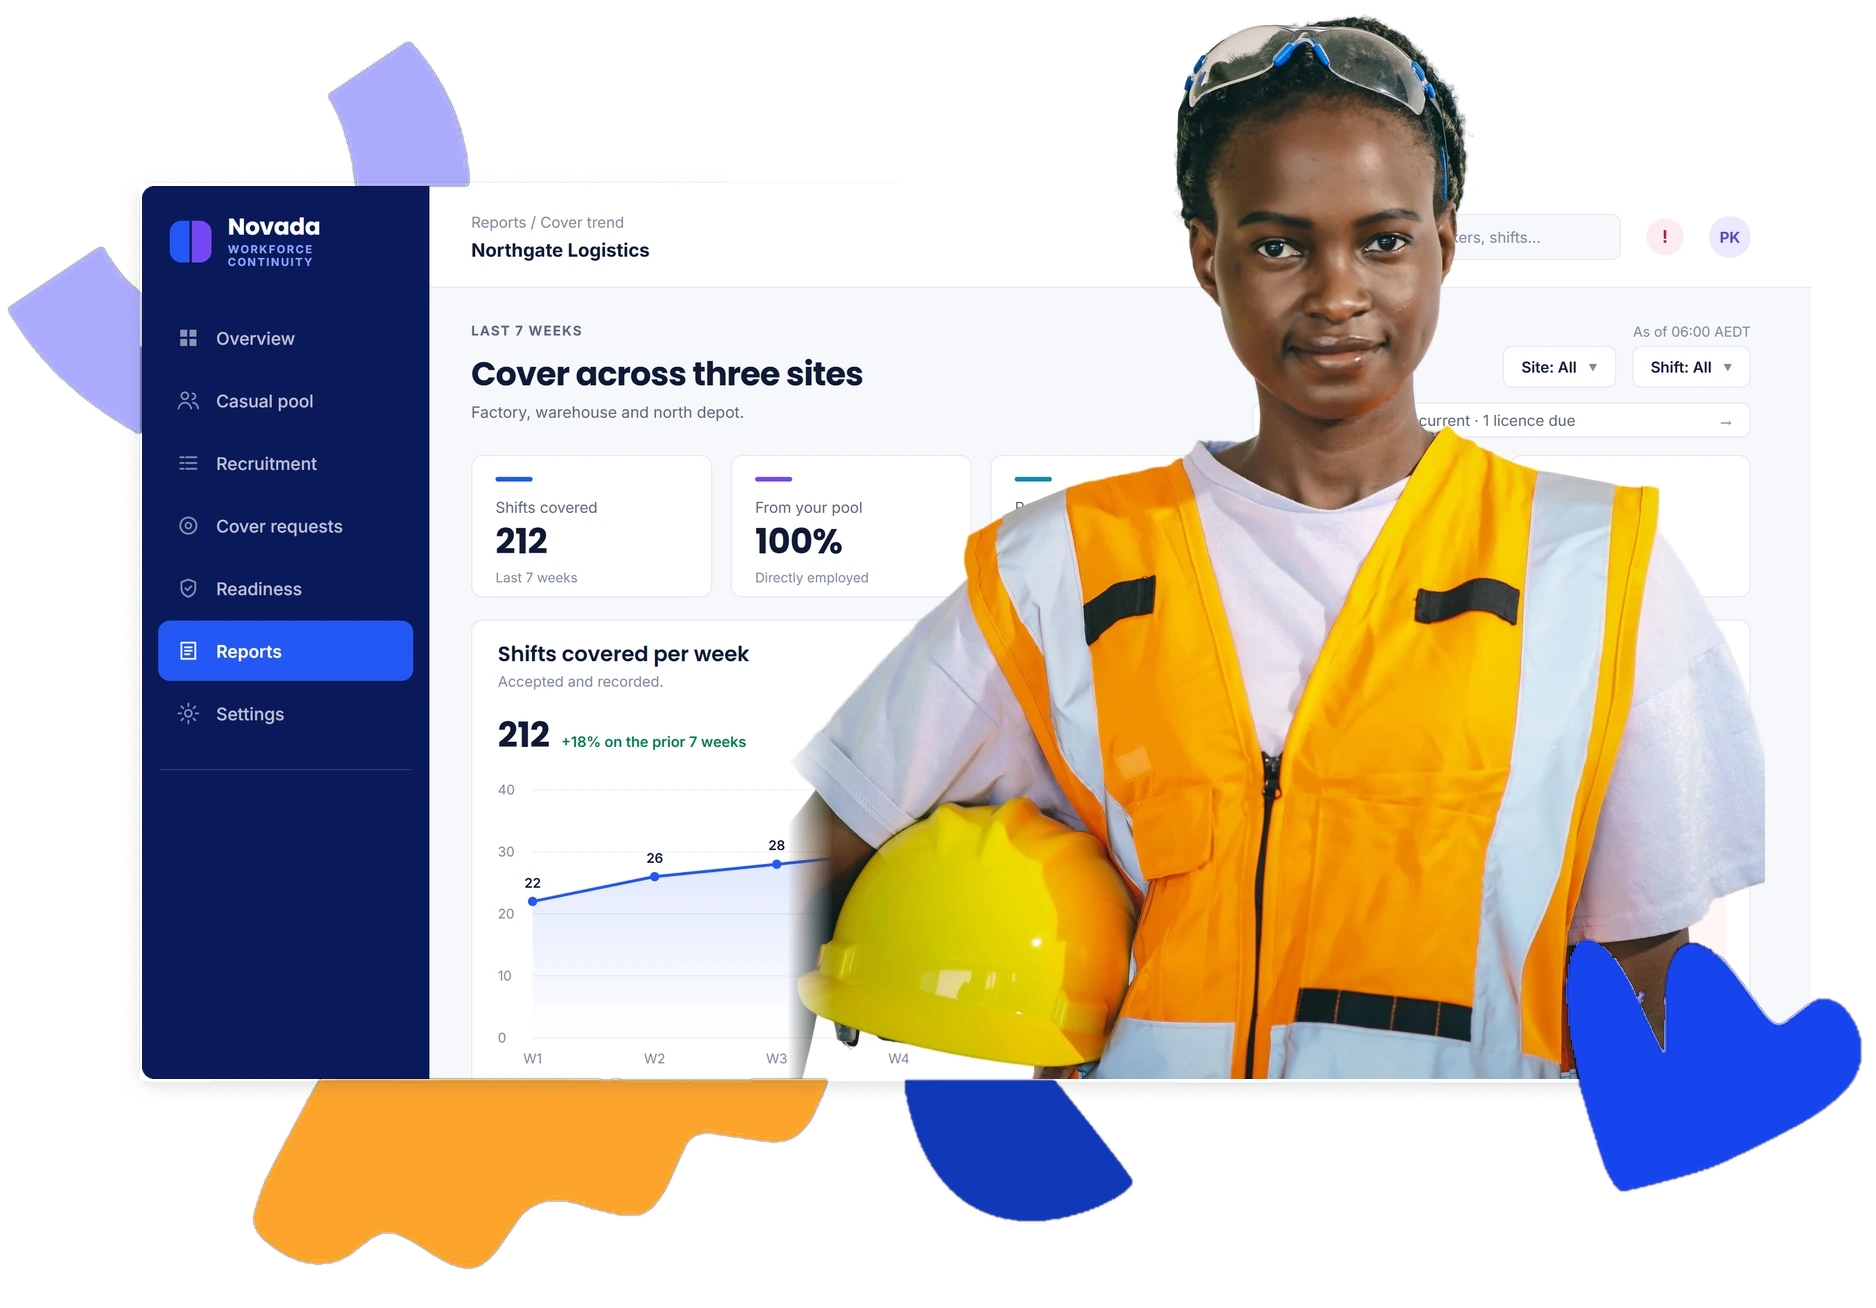 Novada
WORKFORCE
CONTINUITY
Overview
Casual pool
Recruitment
Cover requests
Readiness
Reports
Settings
Reports / Cover trend
Northgate Logistics
shifts...
!
PK
LAST 7 WEEKS
Cover across three sites
Factory, warehouse and north depot.
As of 06:00 AEDT
Site: All ▼
Shift: All ▼
current · 1 licence due →
Shifts covered
212
Last 7 weeks
From your pool
100%
Directly employed
Shifts covered per week
Accepted and recorded.
212 +18% on the prior 7 weeks
40
30
20
10
0
22
26
28
W1
W2
W3
W4